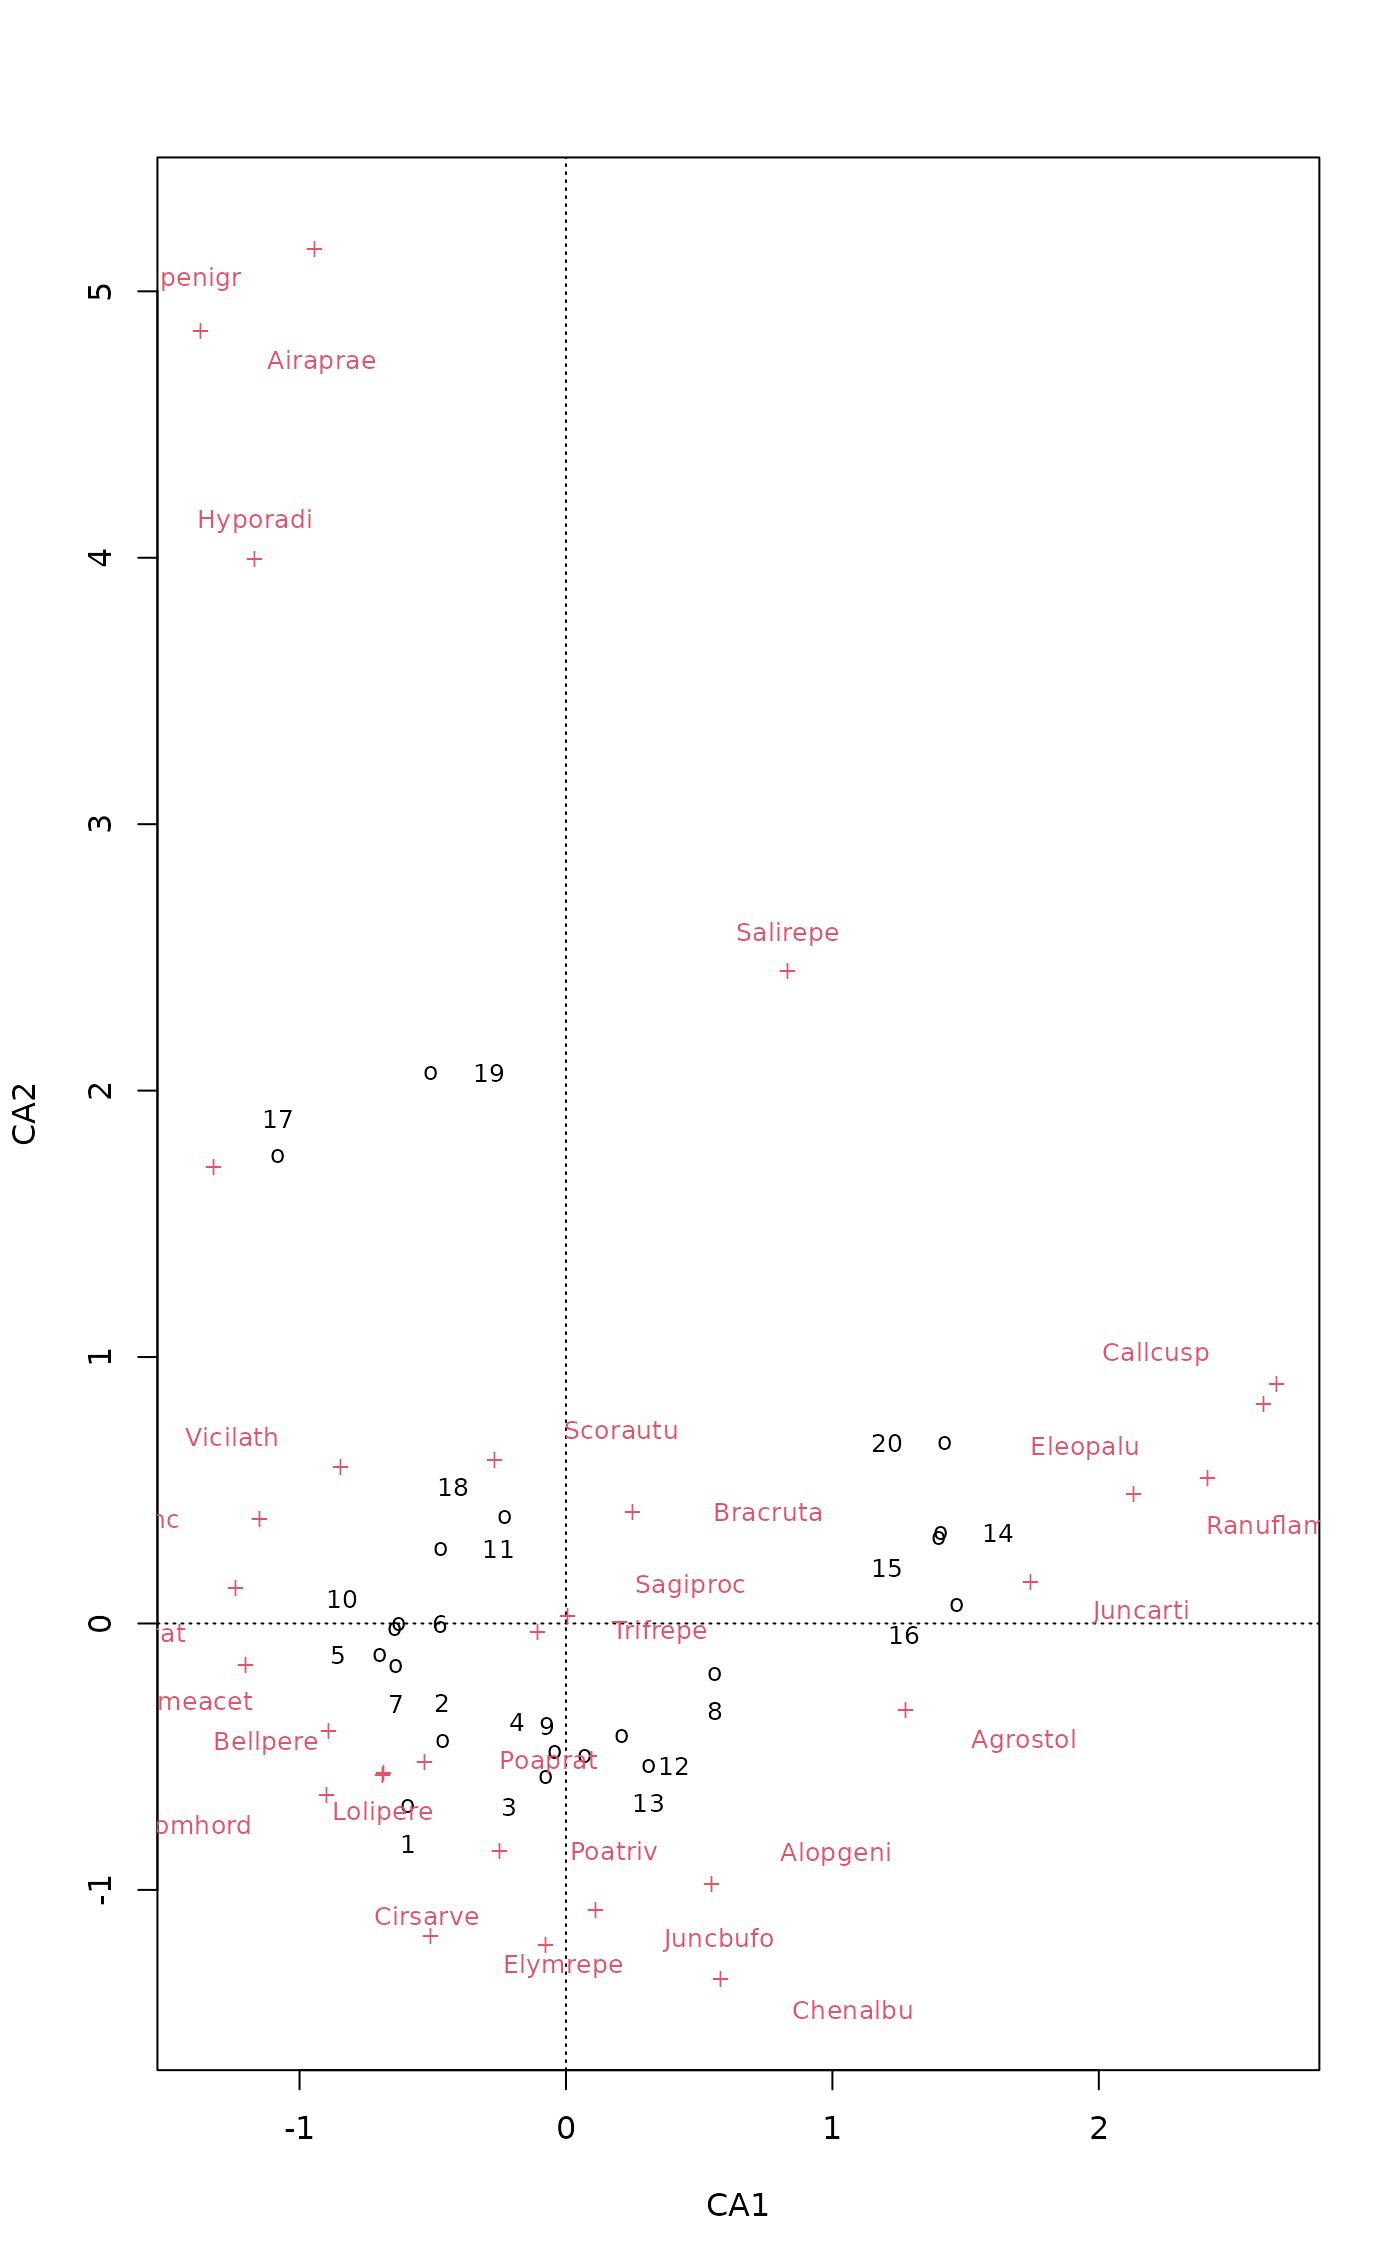 5
penigr
Airaprae
4
Hyporadi
3
Salirepe
2
19
17
CA2
1
Callcusp
Vicilath
Scorautu
20
Eleopalu
18
nc
Bracruta
Ranuflam
11
14
15
10
Sagiproc
Juncarti
0
6
at
Trifrepe
16
5
meacet
7
2
8
4
9
Bellpere
Agrostol
Poaprat
12
3
13
Lolipere
omhord
1
Poatriv
Alopgeni
-1
Cirsarve
Juncbufo
Elymrepe
Chenalbu
-1
0
1
2
CA1